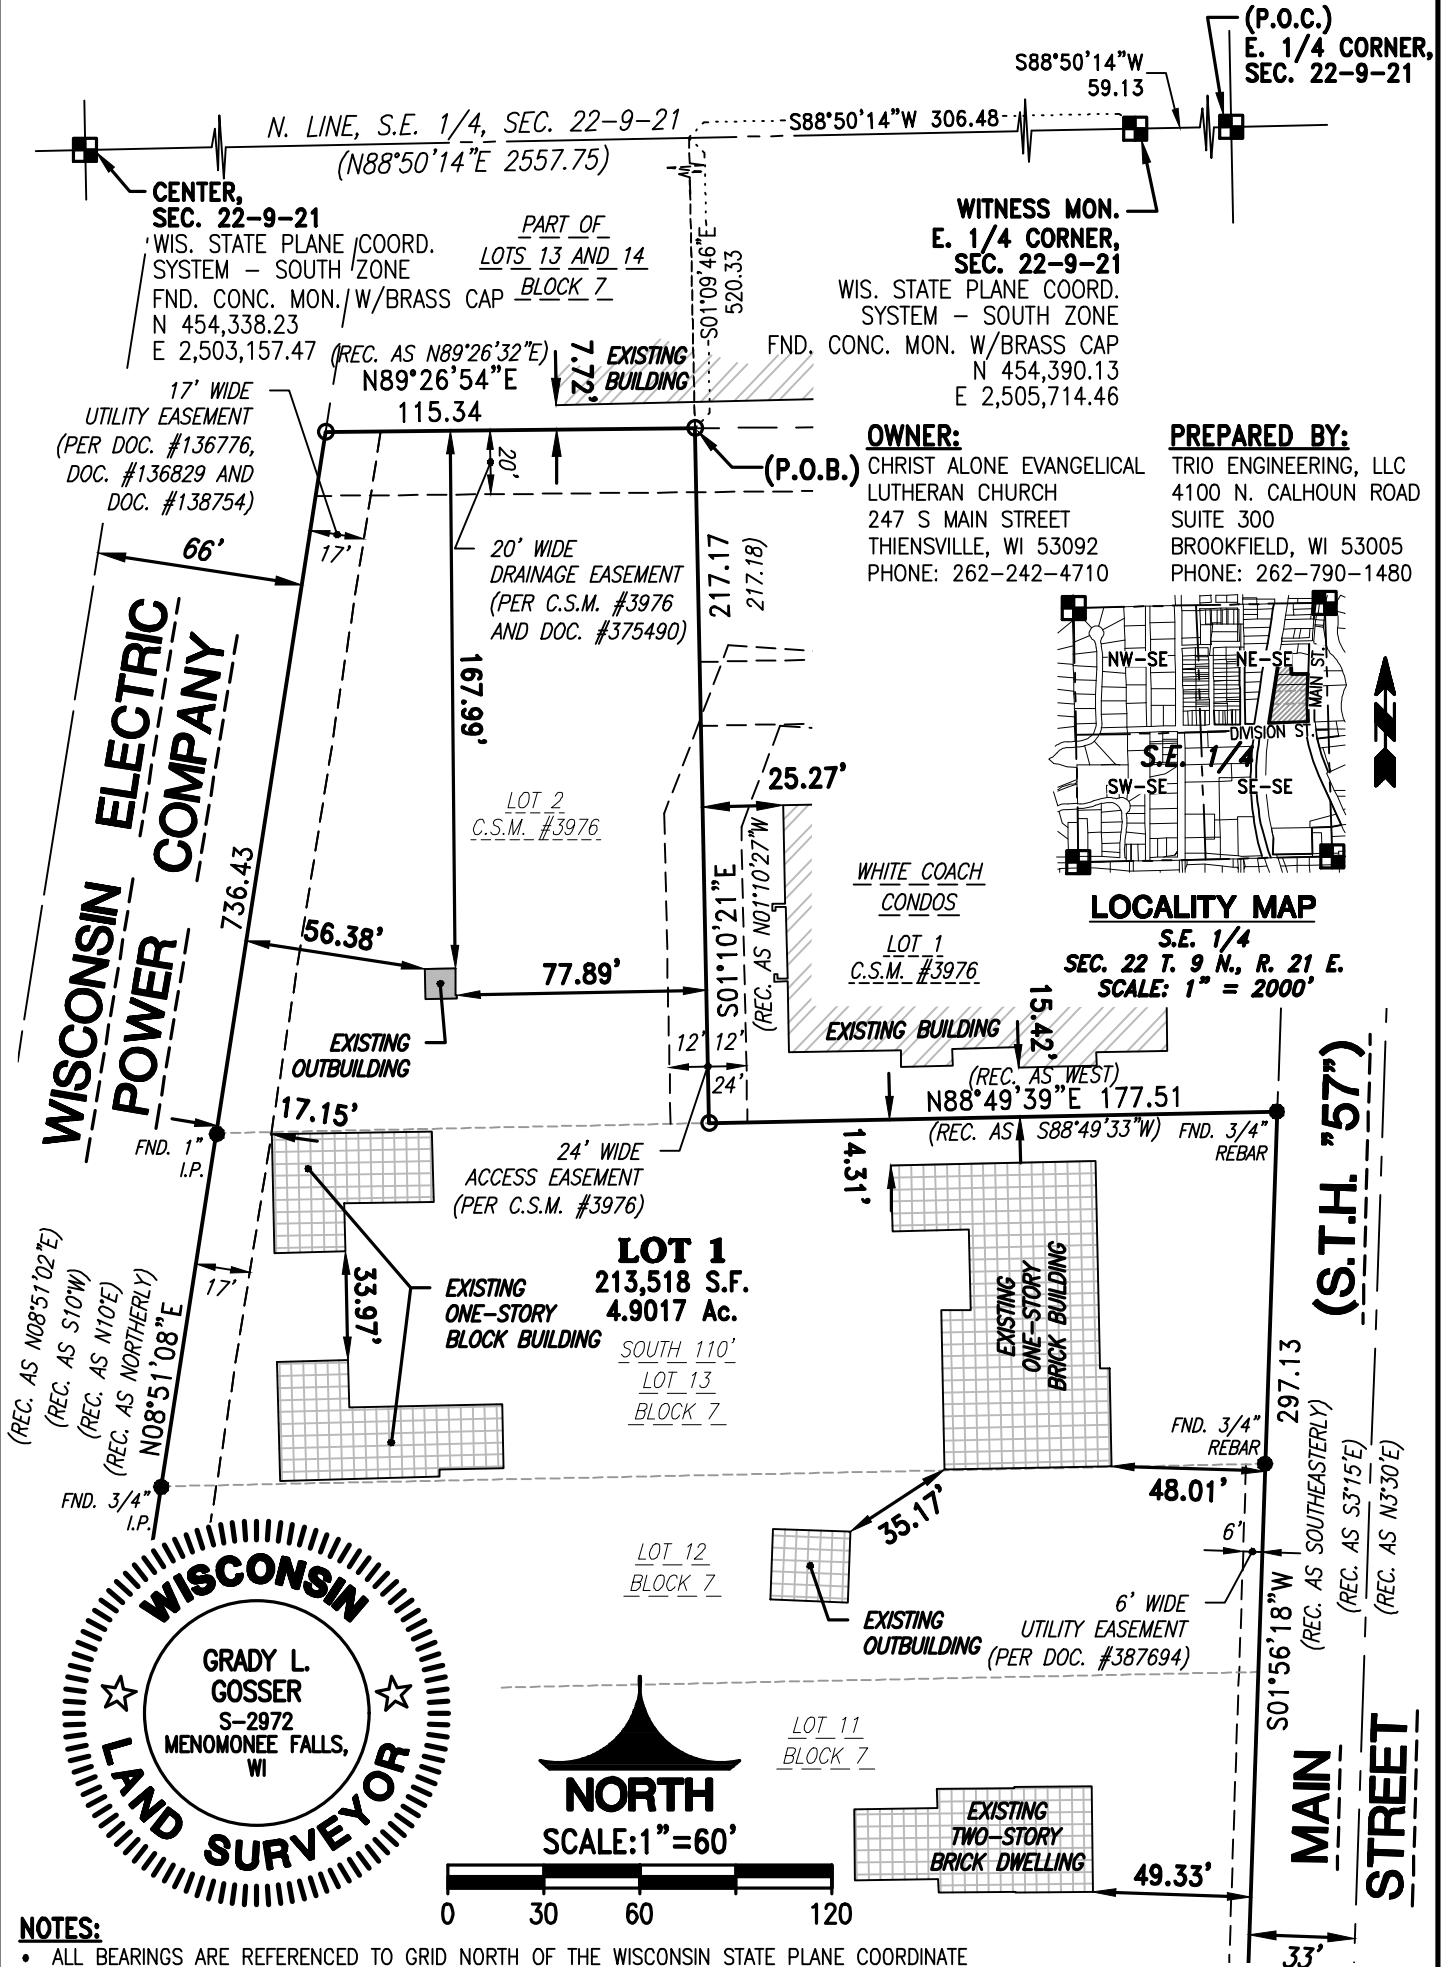 (P.O.C.)
E. 1/4 CORNER,
SEC. 22-9-21
S88°50'14"W
59.13
N. LINE, S.E. 1/4, SEC. 22-9-21
(N88°50'14"E 2557.75)
S88°50'14"W 306.48
CENTER,
SEC. 22-9-21
WIS. STATE PLANE COORD.
SYSTEM – SOUTH ZONE
FND. CONC. MON. W/BRASS CAP
N 454,338.23
E 2,503,157.47
PART OF
LOTS 13 AND 14
BLOCK 7
S01°09'46"E
520.33
WITNESS MON.
E. 1/4 CORNER,
SEC. 22-9-21
WIS. STATE PLANE COORD.
SYSTEM – SOUTH ZONE
FND. CONC. MON. W/BRASS CAP
N 454,390.13
E 2,505,714.46
(REC. AS N89°26'32"E)
N89°26'54"E
115.34
7.72'
EXISTING
BUILDING
17' WIDE
UTILITY EASEMENT
(PER DOC. #136776,
DOC. #136829 AND
DOC. #138754)
(P.O.B.)
OWNER:
CHRIST ALONE EVANGELICAL
LUTHERAN CHURCH
247 S MAIN STREET
THIENSVILLE, WI 53092
PHONE: 262-242-4710
PREPARED BY:
TRIO ENGINEERING, LLC
4100 N. CALHOUN ROAD
SUITE 300
BROOKFIELD, WI 53005
PHONE: 262-790-1480
66'
17'
20'
20' WIDE
DRAINAGE EASEMENT
(PER C.S.M. #3976
AND DOC. #375490)
217.17
217.18)
167.99'
WISCONSIN ELECTRIC
POWER COMPANY
NW-SE
NE-SE
MAIN ST.
DIVISION ST.
S.E. 1/4
SW-SE
SE-SE
N
LOCALITY MAP
S.E. 1/4
SEC. 22 T. 9 N., R. 21 E.
SCALE: 1" = 2000'
LOT 2
C.S.M. #3976
25.27'
736.43
56.38'
77.89'
S01°10'21"E
(REC. AS N01°10'27"W
WHITE COACH
CONDOS
LOT 1
C.S.M. #3976
EXISTING BUILDING
15.42'
EXISTING
OUTBUILDING
12'
12'
24'
(REC. AS WEST)
N88°49'39"E 177.51
(REC. AS S88°49'33"W)
FND. 3/4"
REBAR
17.15'
FND. 1"
I.P.
24' WIDE
ACCESS EASEMENT
(PER C.S.M. #3976)
14.31'
(S.T.H. "57")
LOT 1
213,518 S.F.
4.9017 Ac.
SOUTH 110'
LOT 13
BLOCK 7
17'
33.97'
EXISTING
ONE-STORY
BLOCK BUILDING
EXISTING
ONE-STORY
BRICK BUILDING
(REC. AS N08°51'02"E)
(REC. AS S10°W)
(REC. AS N10°E)
(REC. AS NORTHERLY)
N08°51'08"E
297.13
FND. 3/4"
REBAR
48.01'
35.17'
FND. 3/4"
I.P.
LOT 12
BLOCK 7
6'
6' WIDE
UTILITY EASEMENT
(PER DOC. #387694)
EXISTING
OUTBUILDING
S01°56'18"W
(REC. AS SOUTHEASTERLY)
(REC. AS S3°15'E)
(REC. AS N3°30'E)
WISCONSIN
GRADY L.
GOSSER
S-2972
MENOMONEE FALLS,
WI
LAND SURVEYOR
LOT 11
BLOCK 7
NORTH
SCALE:1"=60'
0 30 60 120
EXISTING
TWO-STORY
BRICK DWELLING
49.33'
MAIN
STREET
33'
NOTES:
• ALL BEARINGS ARE REFERENCED TO GRID NORTH OF THE WISCONSIN STATE PLANE COORDINATE